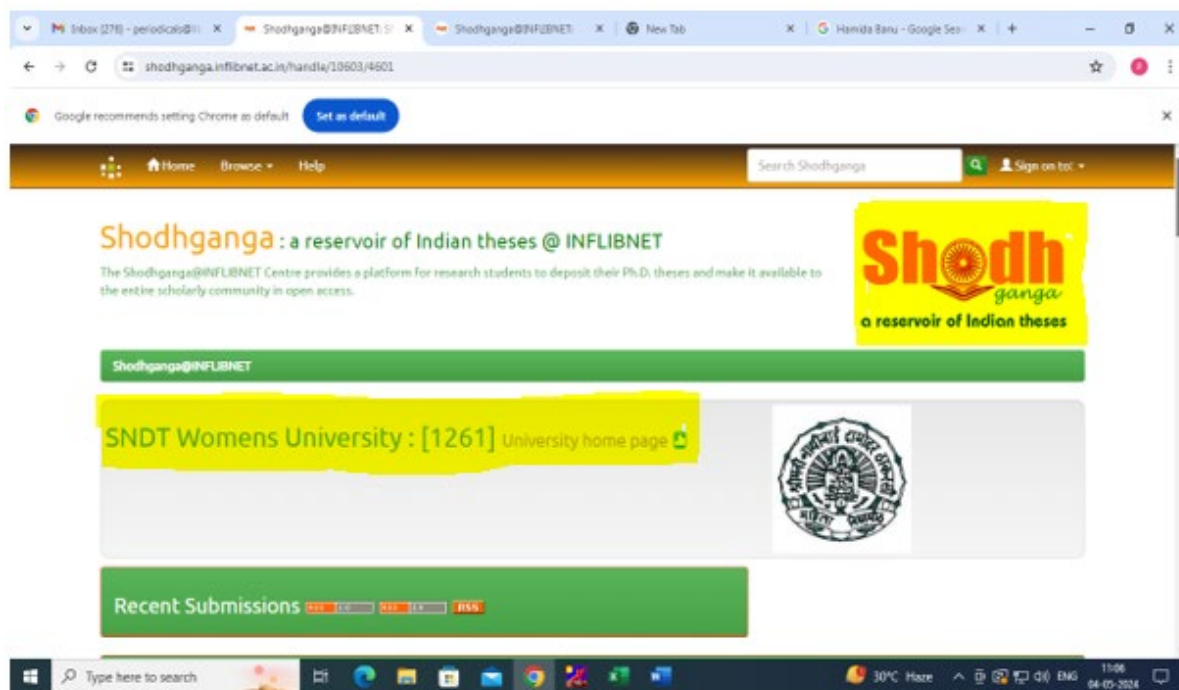 Inbox (278) - periodicals@
Shodhganga@INFLIBNET: S
Shodhganga@INFLIBNET:
New Tab
Hamida Banu - Google Sear
shodhganga.inflibnet.ac.in/handle/10603/4601
Google recommends setting Chrome as default
Set as default
Home Browse Help
Search Shodhganga
Sign on to:
Shodhganga : a reservoir of Indian theses @ INFLIBNET
The Shodhganga@INFLIBNET Centre provides a platform for research students to deposit their Ph.D. theses and make it available to
the entire scholarly community in open access.
Shodh
ganga
a reservoir of Indian theses
Shodhganga@INFLIBNET
SNDT Womens University : [1261] University home page
Recent Submissions RSS
Type here to search
30°C Haze
ENG
11:06
04-05-2024